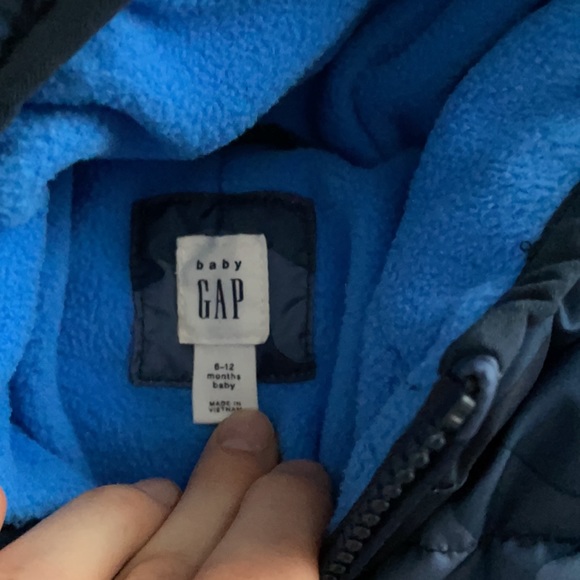 baby
GAP
6-12
months
baby
MADE IN
VIETNAM